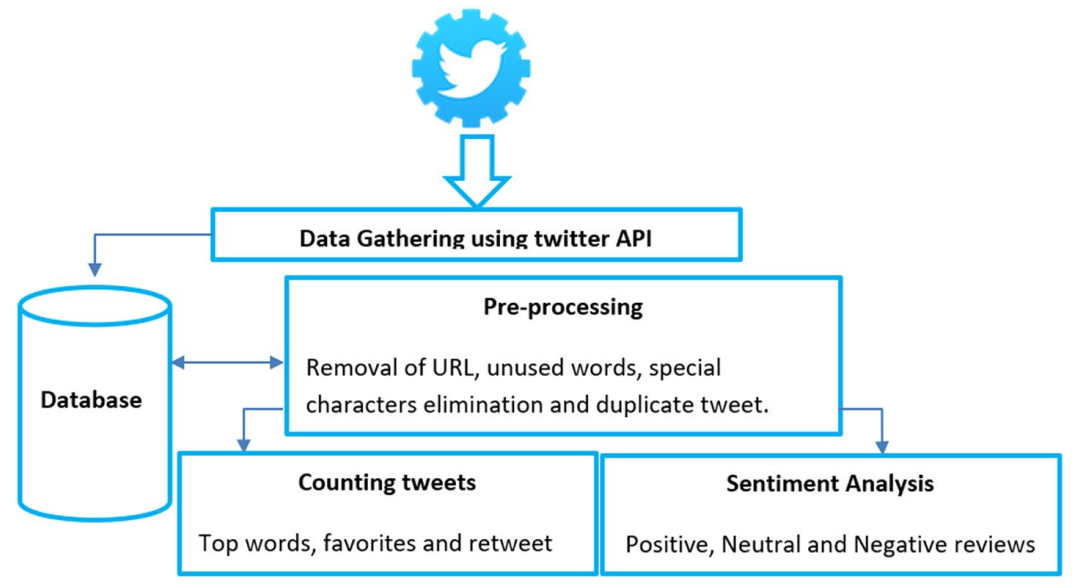 Data Gathering using twitter API
Pre-processing
Removal of URL, unused words, special
characters elimination and duplicate tweet.
Database
Counting tweets
Top words, favorites and retweet
Sentiment Analysis
Positive, Neutral and Negative reviews